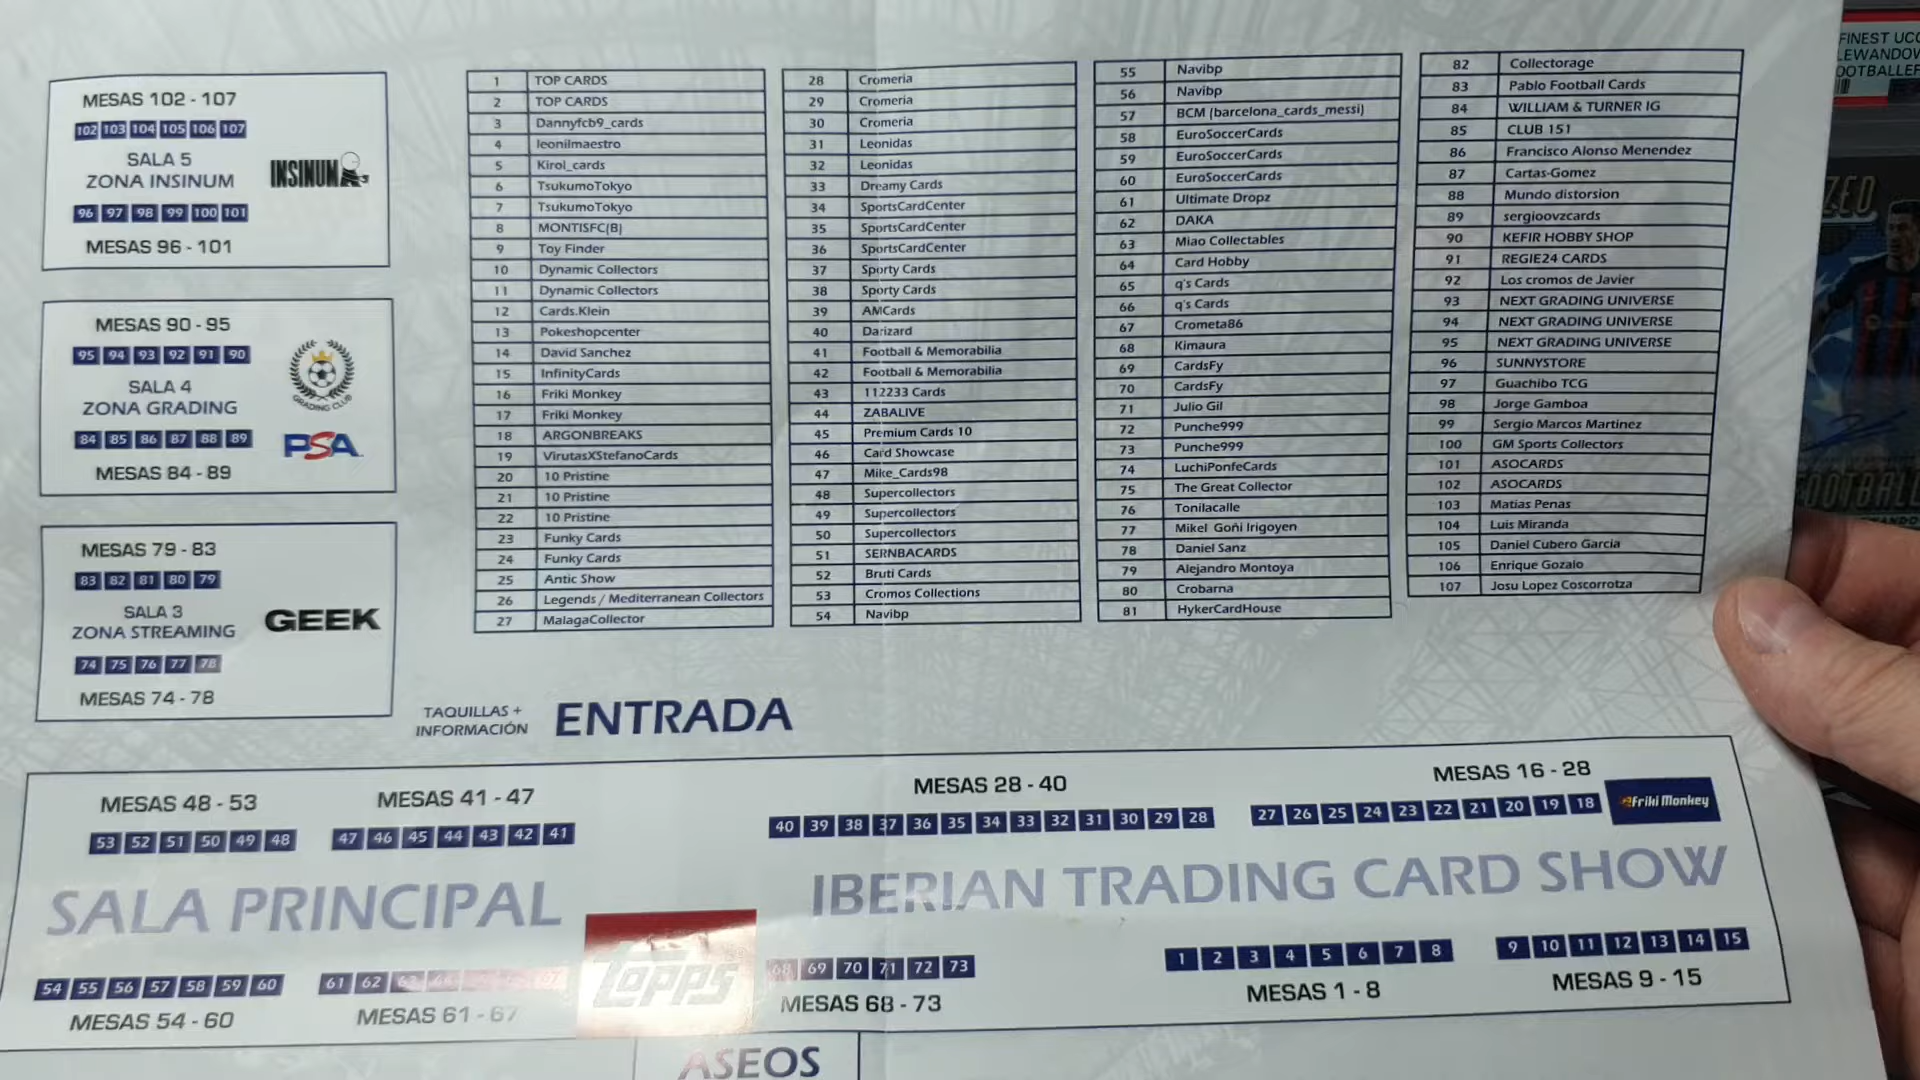 MESAS 102 - 107
102 103 104 105 106 107
SALA 5
ZONA INSINUM
INSINUM
96 97 98 99 100 101
MESAS 96 - 101
MESAS 90 - 95
95 94 93 92 91 90
SALA 4
ZONA GRADING
GRADING CLUB
PSA
84 85 86 87 88 89
MESAS 84 - 89
MESAS 79 - 83
83 82 81 80 79
SALA 3
ZONA STREAMING
GEEK
74 75 76 77 78
MESAS 74 - 78
1 TOP CARDS
2 TOP CARDS
3 Dannyfcb9_cards
4 leonilmaestro
5 Kirol_cards
6 TsukumoTokyo
7 TsukumoTokyo
8 MONTISFC(B)
9 Toy Finder
10 Dynamic Collectors
11 Dynamic Collectors
12 Cards.Klein
13 Pokeshopcenter
14 David Sanchez
15 InfinityCards
16 Friki Monkey
17 Friki Monkey
18 ARGONBREAKS
19 VirutasXStefanoCards
20 10 Pristine
21 10 Pristine
22 10 Pristine
23 Funky Cards
24 Funky Cards
25 Antic Show
26 Legends / Mediterranean Collectors
27 MalagaCollector
28 Cromeria
29 Cromeria
30 Cromeria
31 Leonidas
32 Leonidas
33 Dreamy Cards
34 SportsCardCenter
35 SportsCardCenter
36 SportsCardCenter
37 Sporty Cards
38 Sporty Cards
39 AMCards
40 Darizard
41 Football & Memorabilia
42 Football & Memorabilia
43 112233 Cards
44 ZABALIVE
45 Premium Cards 10
46 Card Showcase
47 Mike_Cards98
48 Supercollectors
49 Supercollectors
50 Supercollectors
51 SERNBACARDS
52 Bruti Cards
53 Cromos Collections
54 Navibp
55 Navibp
56 Navibp
57 BCM (barcelona_cards_messi)
58 EuroSoccerCards
59 EuroSoccerCards
60 EuroSoccerCards
61 Ultimate Dropz
62 DAKA
63 Miao Collectables
64 Card Hobby
65 q's Cards
66 q's Cards
67 Crometa86
68 Kimaura
69 CardsFy
70 CardsFy
71 Julio Gil
72 Punche999
73 Punche999
74 LuchiPonfeCards
75 The Great Collector
76 Tonilacalle
77 Mikel Goñi Irigoyen
78 Daniel Sanz
79 Alejandro Montoya
80 Crobarna
81 HykerCardHouse
82 Collectorage
83 Pablo Football Cards
84 WILLIAM & TURNER IG
85 CLUB 151
86 Francisco Alonso Menendez
87 Cartas-Gomez
88 Mundo distorsion
89 sergioovzcards
90 KEFIR HOBBY SHOP
91 REGIE24 CARDS
92 Los cromos de Javier
93 NEXT GRADING UNIVERSE
94 NEXT GRADING UNIVERSE
95 NEXT GRADING UNIVERSE
96 SUNNYSTORE
97 Guachibo TCG
98 Jorge Gamboa
99 Sergio Marcos Martinez
100 GM Sports Collectors
101 ASOCARDS
102 ASOCARDS
103 Matias Penas
104 Luis Miranda
105 Daniel Cubero Garcia
106 Enrique Gozalo
107 Josu Lopez Coscorrotza
FINEST UCC
LEWANDOW
OOTBALLF
ZED
OOTBALL
TAQUILLAS +
INFORMACIÓN
ENTRADA
MESAS 48 - 53
MESAS 41 - 47
MESAS 28 - 40
MESAS 16 - 28
53 52 51 50 49 48
47 46 45 44 43 42 41
40 39 38 37 36 35 34 33 32 31 30 29 28
27 26 25 24 23 22 21 20 19 18
Friki Monkey
SALA PRINCIPAL
IBERIAN TRADING CARD SHOW
topps
54 55 56 57 58 59 60
61 62 63 64 67
68 69 70 71 72 73
1 2 3 4 5 6 7 8
9 10 11 12 13 14 15
MESAS 54 - 60
MESAS 61 - 67
MESAS 68 - 73
MESAS 1 - 8
MESAS 9 - 15
ASEOS